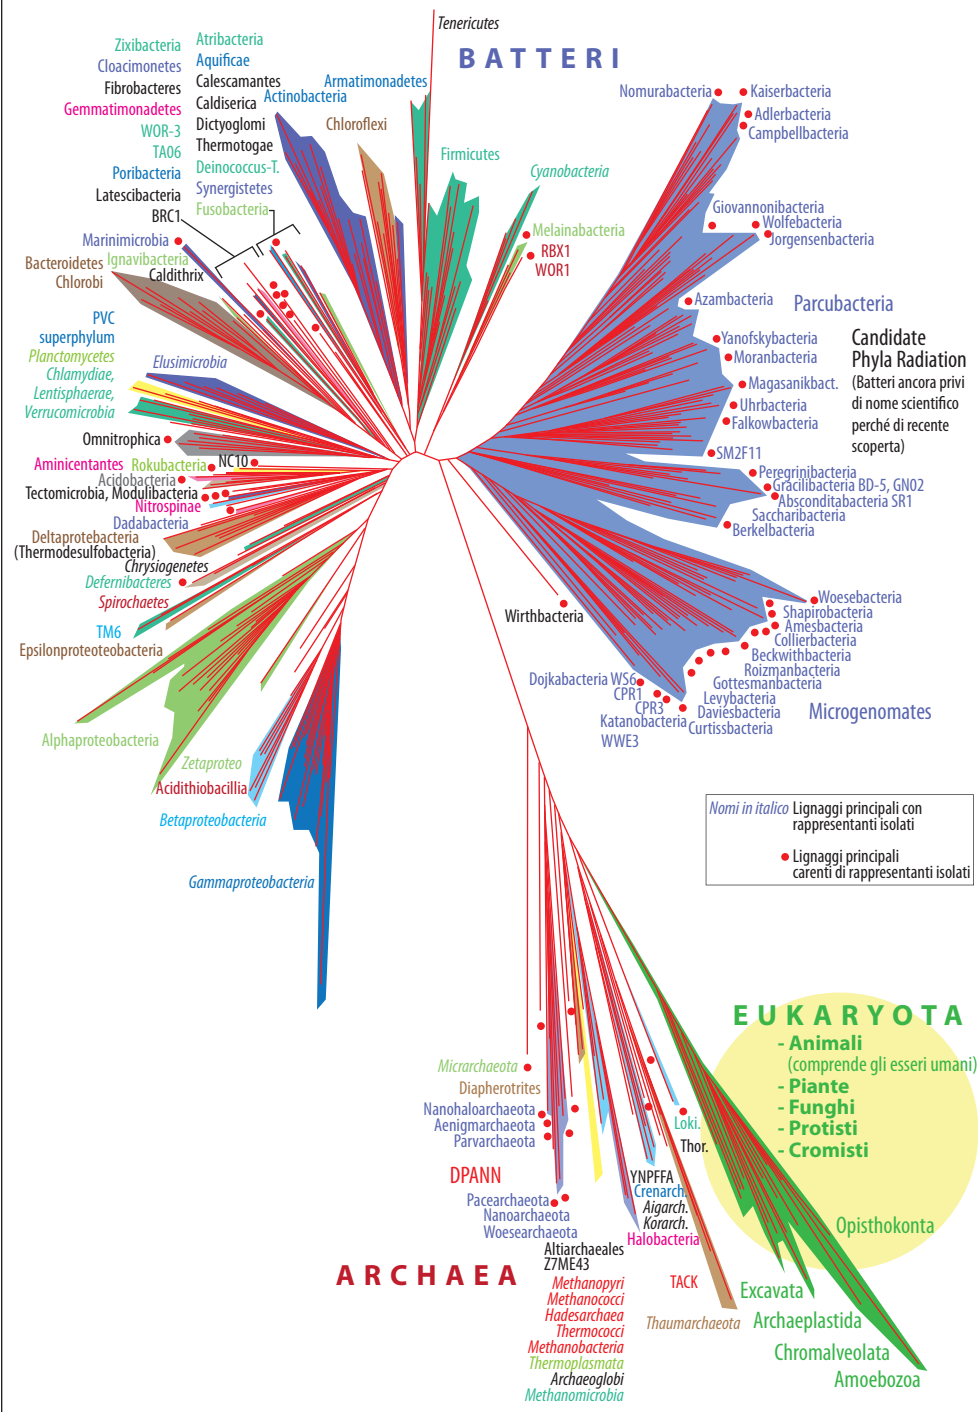 Tenericutes
BATTERI
Zixibacteria
Cloacimonetes
Fibrobacteres
Gemmatimonadetes
WOR-3
TA06
Poribacteria
Latescibacteria
BRC1
Atribacteria
Aquificae
Calescamantes
Caldiserica
Dictyoglomi
Thermotogae
Deinococcus-T.
Synergistetes
Fusobacteria
Armatimonadetes
Actinobacteria
Chloroflexi
Firmicutes
Cyanobacteria
Melainabacteria
RBX1
WOR1
Marinimicrobia
Ignavibacteria
Bacteroidetes
Caldithrix
Chlorobi
PVC
superphylum
Planctomycetes
Chlamydiae,
Lentisphaerae,
Verrucomicrobia
Elusimicrobia
Omnitrophica
Aminicentantes
Rokubacteria
NC10
Acidobacteria
Tectomicrobia, Modulibacteria
Nitrospinae
Dadabacteria
Deltaprotebacteria
(Thermodesulfobacteria)
Chrysiogenetes
Defernibacteres
Spirochaetes
TM6
Epsilonproteoteobacteria
Alphaproteobacteria
Zetaproteo
Acidithiobacillia
Betaproteobacteria
Gammaproteobacteria
Nomurabacteria
Kaiserbacteria
Adlerbacteria
Campbellbacteria
Giovannonibacteria
Wolfebacteria
Jorgensenbacteria
Azambacteria
Parcubacteria
Yanofskybacteria
Moranbacteria
Magasanikbact.
Uhrbacteria
Falkowbacteria
SM2F11
Candidate
Phyla Radiation
(Batteri ancora privi
di nome scientifico
perché di recente
scoperta)
Peregrinibacteria
Gracilibacteria BD-5, GN02
Absconditabacteria SR1
Saccharibacteria
Berkelbacteria
Wirthbacteria
Woesebacteria
Shapirobacteria
Amesbacteria
Collierbacteria
Beckwithbacteria
Roizmanbacteria
Gottesmanbacteria
Levybacteria
Daviesbacteria
Curtissbacteria
Microgenomates
Dojkabacteria WS6
CPR1
CPR3
Katanobacteria
WWE3
Nomi in italico Lignaggi principali con
rappresentanti isolati
Lignaggi principali
carenti di rappresentanti isolati
EUKARYOTA
- Animali
(comprende gli esseri umani)
- Piante
- Funghi
- Protisti
- Cromisti
Opisthokonta
Excavata
Archaeplastida
Chromalveolata
Amoebozoa
Micrarchaeota
Diapherotrites
Nanohaloarchaeota
Aenigmarchaeota
Parvarchaeota
DPANN
Pacearchaeota
Nanoarchaeota
Woesearchaeota
ARCHAEA
Altiarchaeales
Z7ME43
Methanopyri
Methanococci
Hadesarchaea
Thermococci
Methanobacteria
Thermoplasmata
Archaeoglobi
Methanomicrobia
Loki.
Thor.
YNPFFA
Crenarch.
Aigarch.
Korarch.
Halobacteria
TACK
Thaumarchaeota